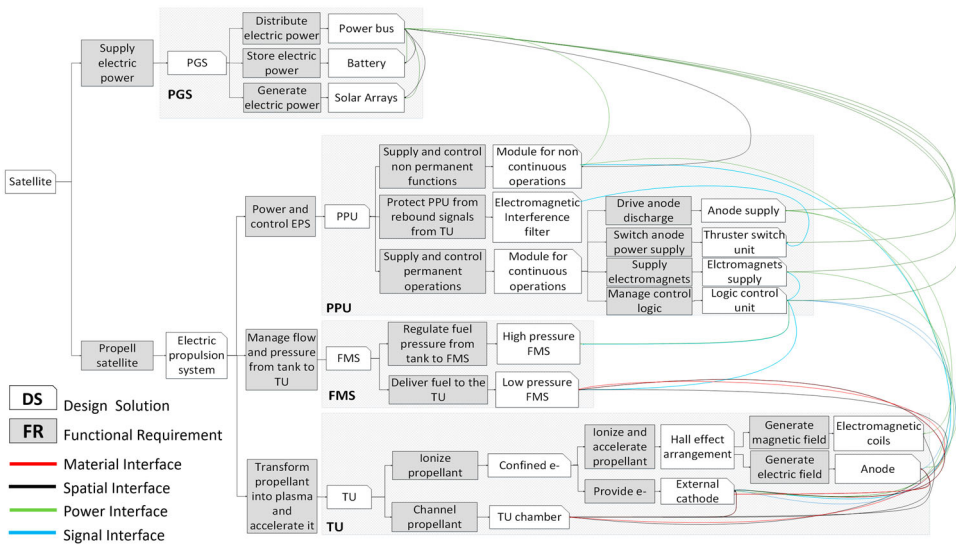 Distribute
electric power
Power bus
Supply
electric
power
PGS
Store electric
power
Battery
Generate
electric power
Solar Arrays
PGS
Satellite
Supply and control
non permanent
functions
Module for non
continuous
operations
Power and
control EPS
PPU
Protect PPU from
rebound signals
from TU
Electromagnetic
Interference
filter
Drive anode
discharge
Anode supply
Switch anode
power supply
Thruster switch
unit
Supply and control
permanent
operations
Module for
continuous
operations
Supply
electromagnets
Elctromagnets
supply
Manage control
logic
Logic control
unit
PPU
Propell
satellite
Electric
propulsion
system
Manage flow
and pressure
from tank to
TU
FMS
Regulate fuel
pressure from
tank to FMS
High pressure
FMS
Deliver fuel to the
TU
Low pressure
FMS
FMS
DS
Design Solution
FR
Functional Requirement
Material Interface
Spatial Interface
Power Interface
Signal Interface
Transform
propellant
into plasma
and
accelerate it
TU
Ionize
propellant
Confined e-
Ionize and
accelerate
propellant
Hall effect
arrangement
Generate
magnetic field
Electromagnetic
coils
Generate
electric field
Anode
Provide e-
External
cathode
Channel
propellant
TU chamber
TU